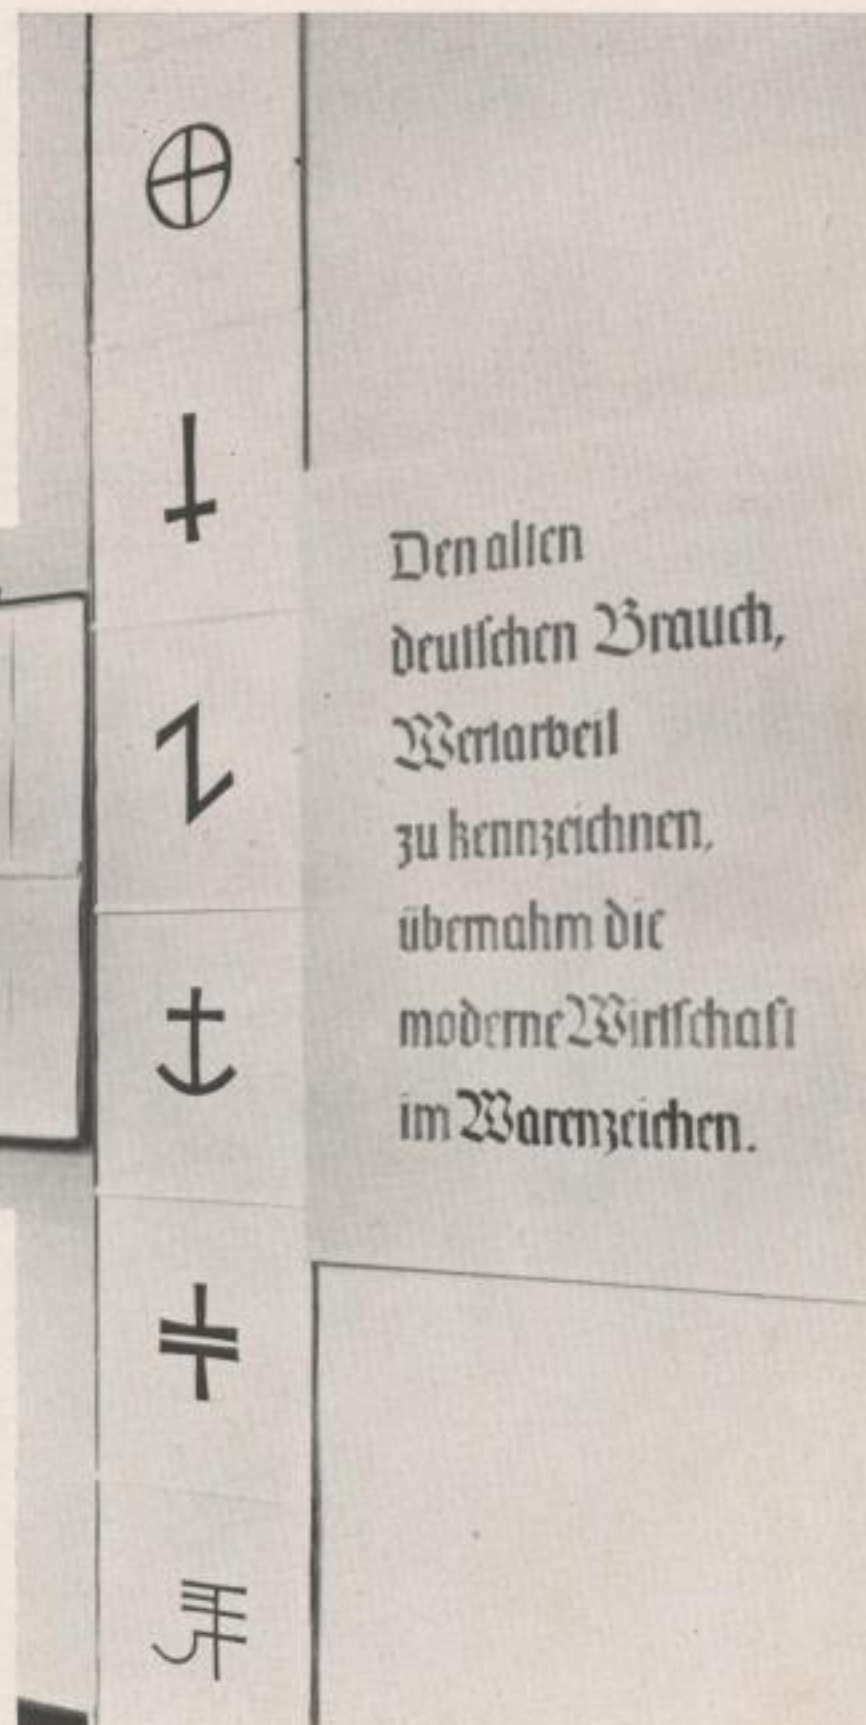 Den alten
deutschen Brauch,
Wertarbeit
zu kennzeichnen,
übernahm die
moderne Wirtschaft
im Warenzeichen.